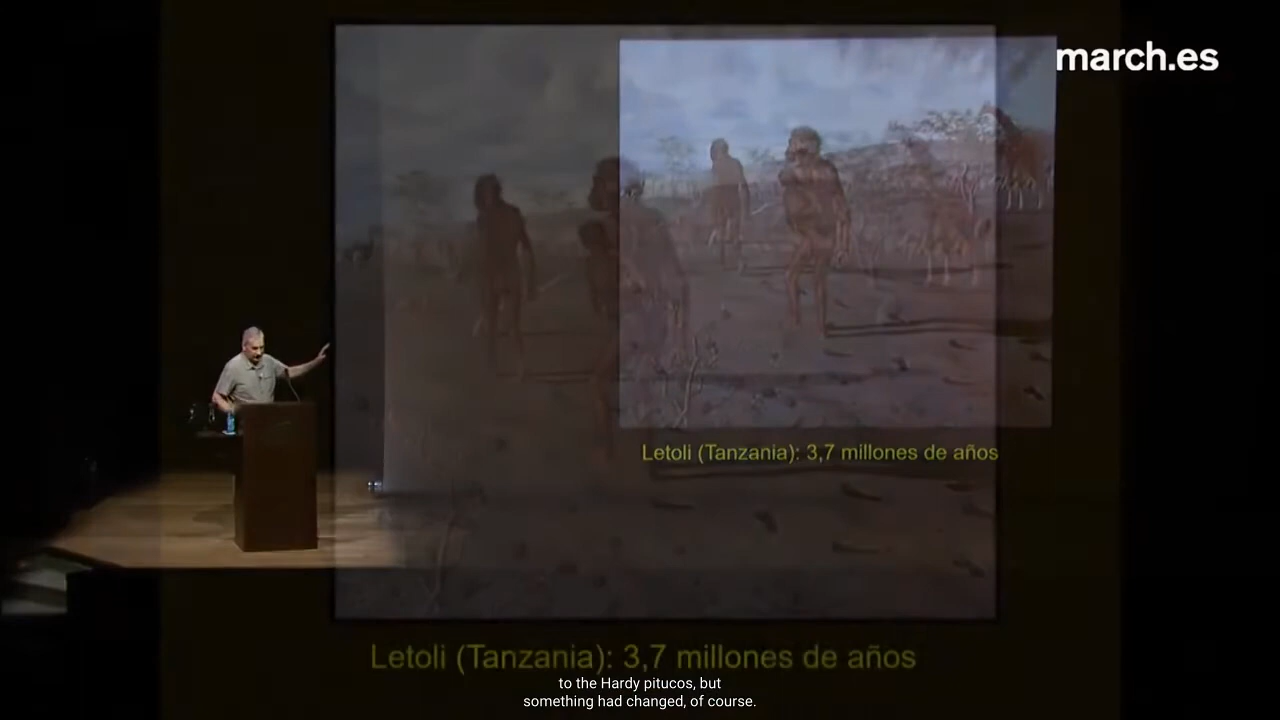 march.es
Letoli (Tanzania): 3,7 millones de años
Letoli (Tanzania): 3,7 millones de años
to the Hardy pitucos, but
something had changed, of course.